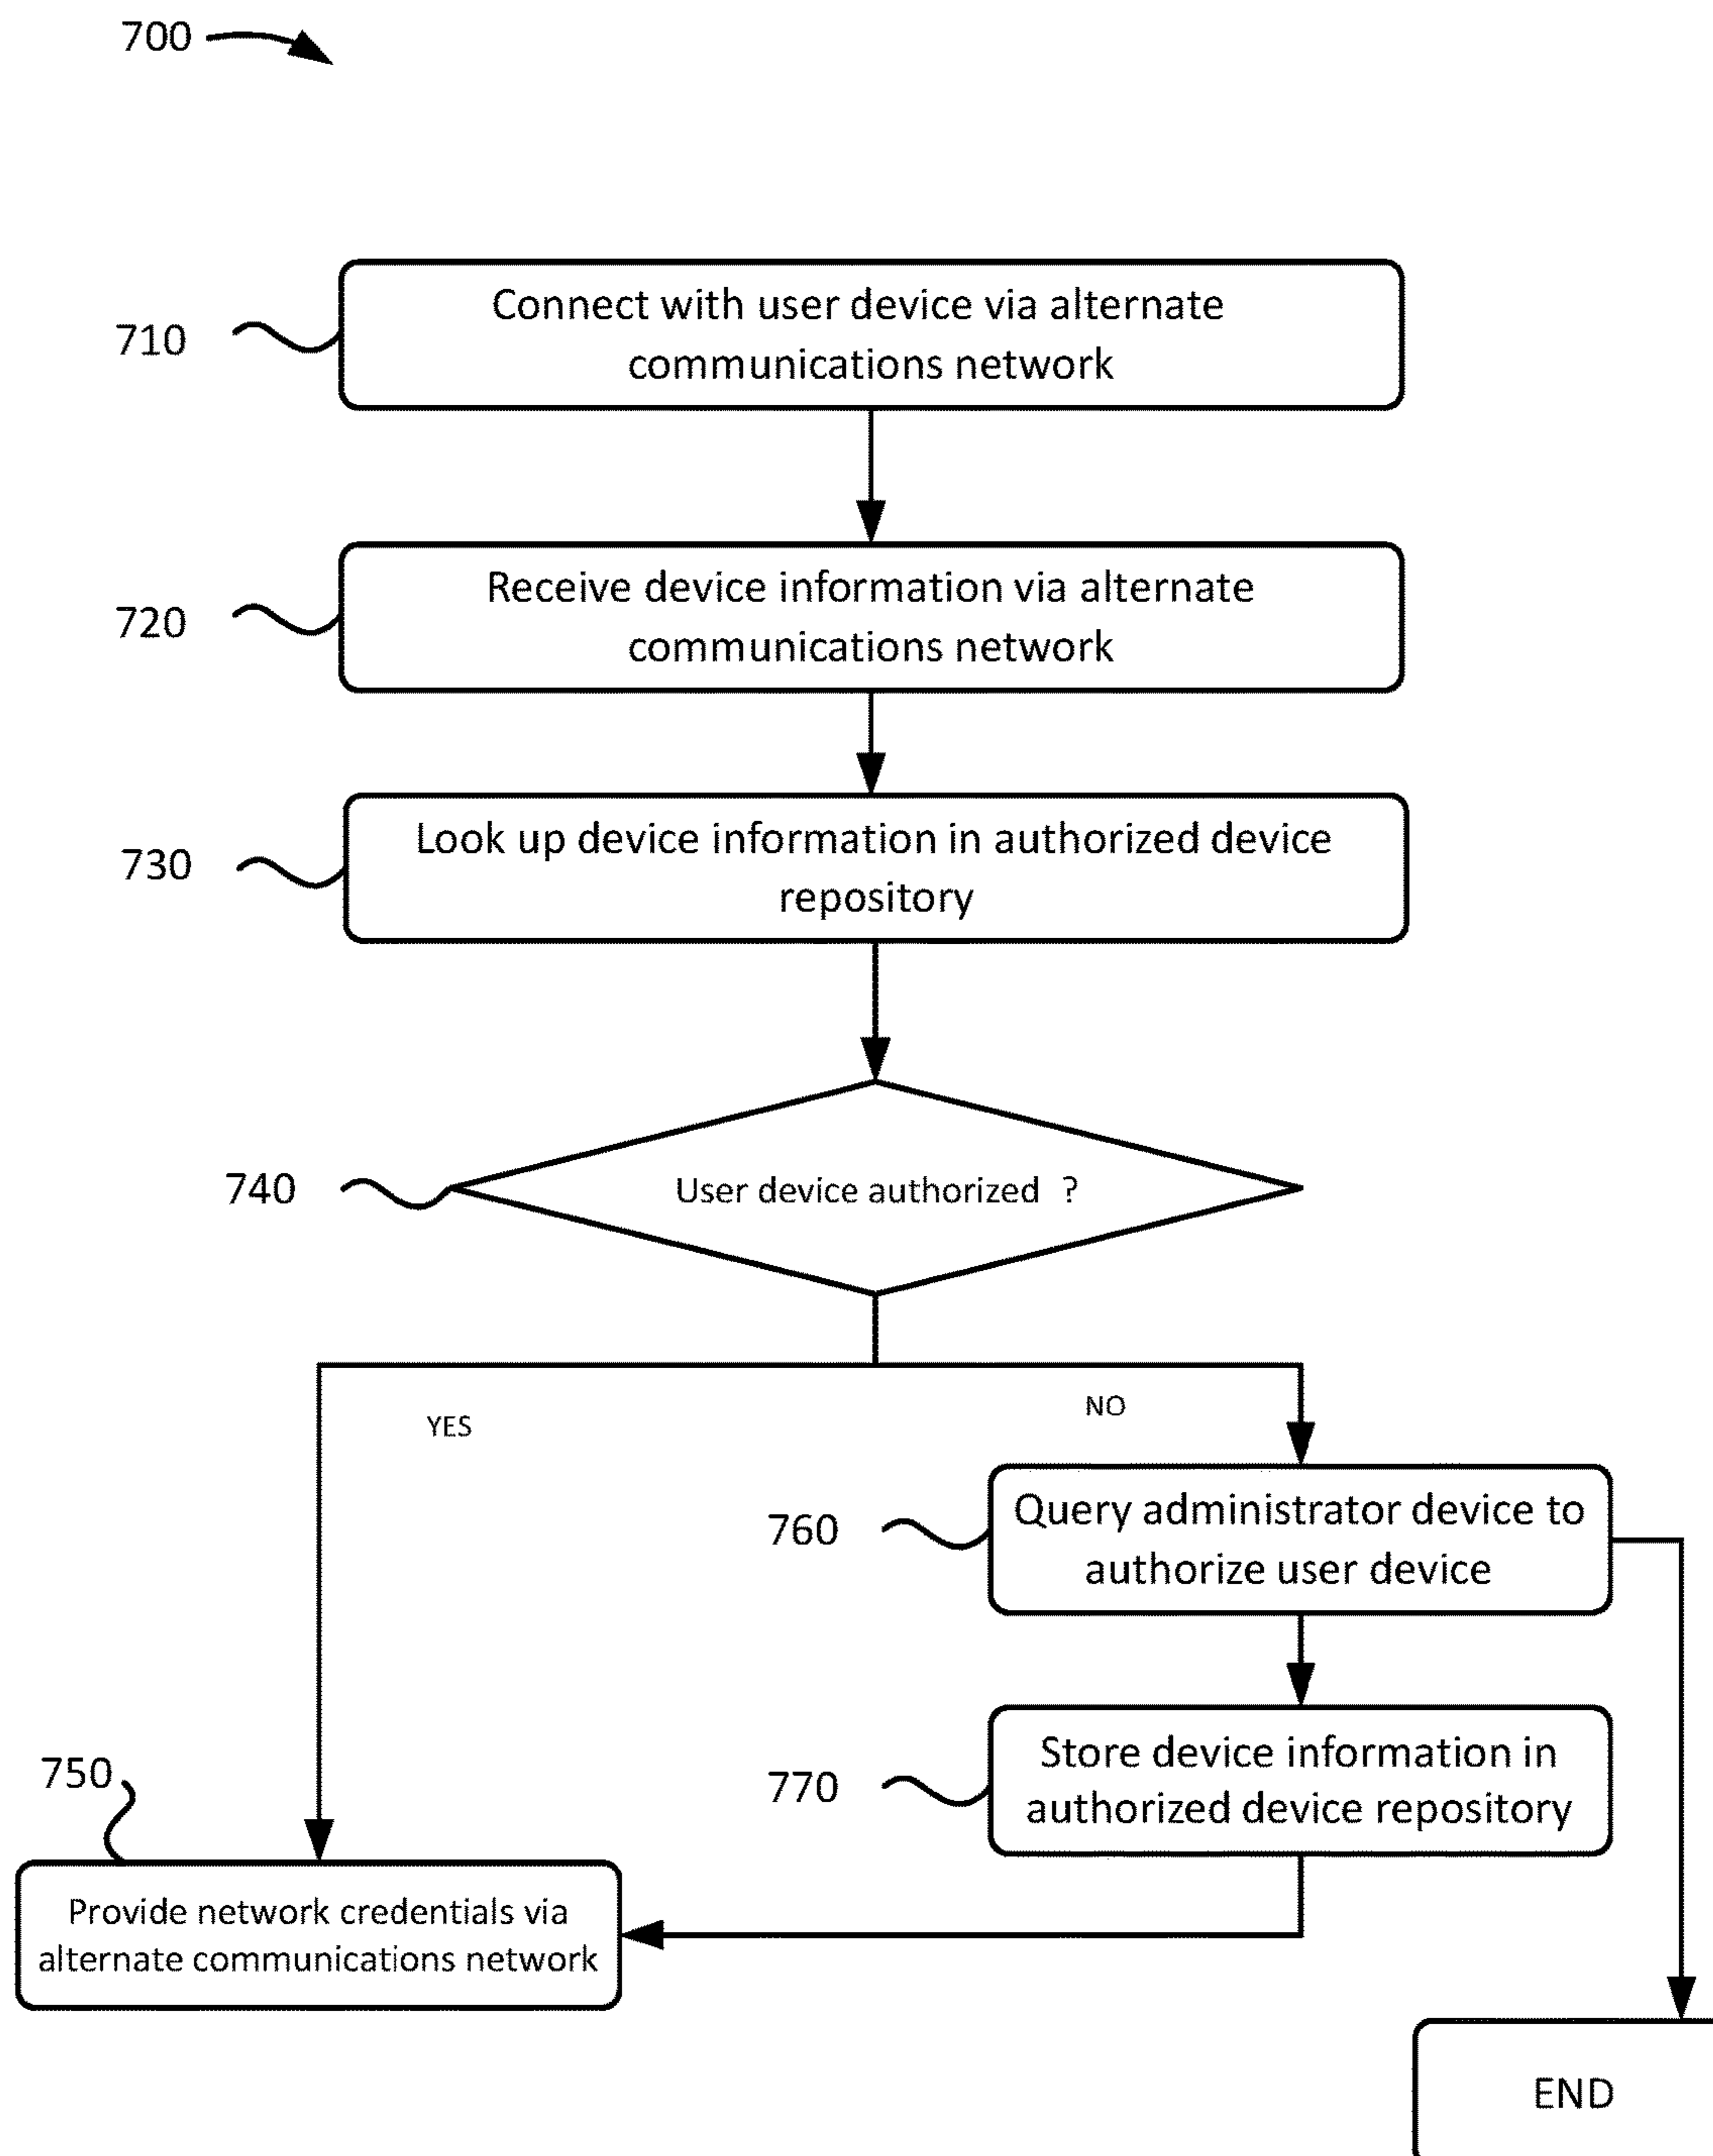 700
710
Connect with user device via alternate
communications network
720
Receive device information via alternate
communications network
730
Look up device information in authorized device
repository
740
User device authorized ?
YES
NO
760
Query administrator device to
authorize user device
770
Store device information in
authorized device repository
750
Provide network credentials via
alternate communications network
END